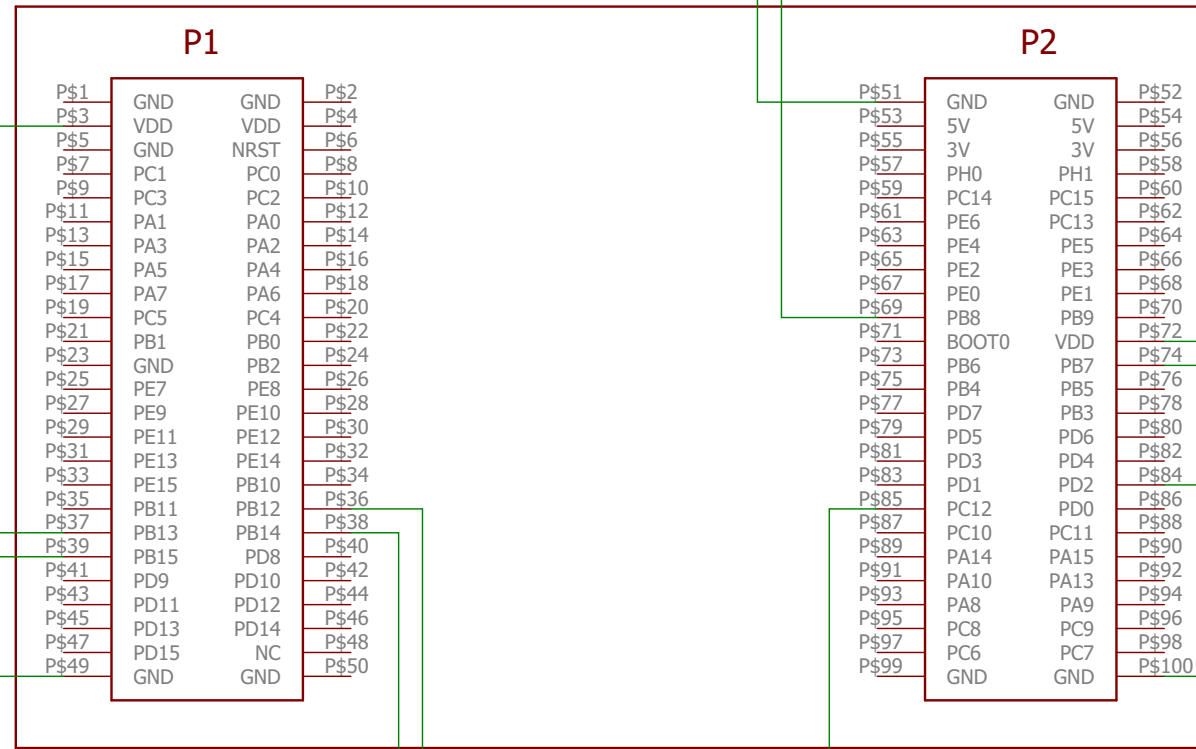 P1 P2
P$1 GND GND P$2 P$51 GND GND P$52
P$3 VDD VDD P$4 P$53 5V 5V P$54
P$5 GND NRST P$6 P$55 3V 3V P$56
P$7 PC1 PC0 P$8 P$57 PH0 PH1 P$58
P$9 PC3 PC2 P$10 P$59 PC14 PC15 P$60
P$11 PA1 PA0 P$12 P$61 PE6 PC13 P$62
P$13 PA3 PA2 P$14 P$63 PE4 PE5 P$64
P$15 PA5 PA4 P$16 P$65 PE2 PE3 P$66
P$17 PA7 PA6 P$18 P$67 PE0 PE1 P$68
P$19 PC5 PC4 P$20 P$69 PB8 PB9 P$70
P$21 PB1 PB0 P$22 P$71 BOOT0 VDD P$72
P$23 GND PB2 P$24 P$73 PB6 PB7 P$74
P$25 PE7 PE8 P$26 P$75 PB4 PB5 P$76
P$27 PE9 PE10 P$28 P$77 PD7 PB3 P$78
P$29 PE11 PE12 P$30 P$79 PD5 PD6 P$80
P$31 PE13 PE14 P$32 P$81 PD3 PD4 P$82
P$33 PE15 PB10 P$34 P$83 PD1 PD2 P$84
P$35 PB11 PB12 P$36 P$85 PC12 PD0 P$86
P$37 PB13 PB14 P$38 P$87 PC10 PC11 P$88
P$39 PB15 PD8 P$40 P$89 PA14 PA15 P$90
P$41 PD9 PD10 P$42 P$91 PA10 PA13 P$92
P$43 PD11 PD12 P$44 P$93 PA8 PA9 P$94
P$45 PD13 PD14 P$46 P$95 PC8 PC9 P$96
P$47 PD15 NC P$48 P$97 PC6 PC7 P$98
P$49 GND GND P$50 P$99 GND GND P$100